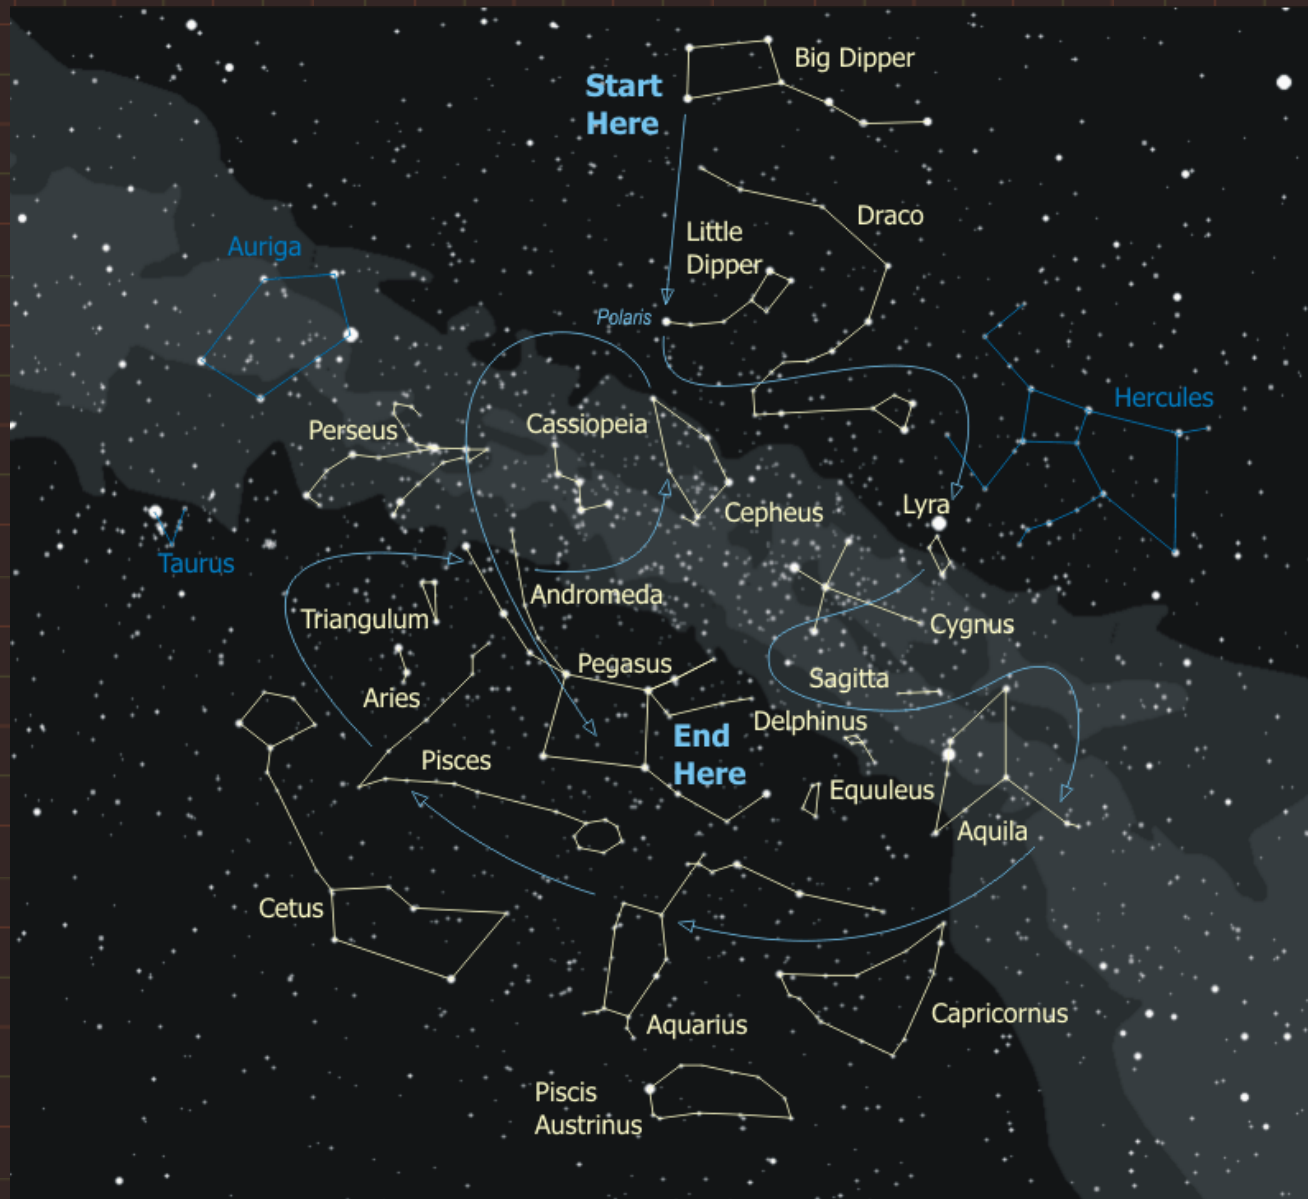 Big Dipper
Start
Here
Draco
Little
Dipper
Auriga
Polaris
Hercules
Cassiopeia
Perseus
Lyra
Cepheus
Taurus
Andromeda
Triangulum
Cygnus
Pegasus
Sagitta
Aries
Delphinus
End
Here
Pisces
Equuleus
Aquila
Cetus
Capricornus
Aquarius
Piscis
Austrinus